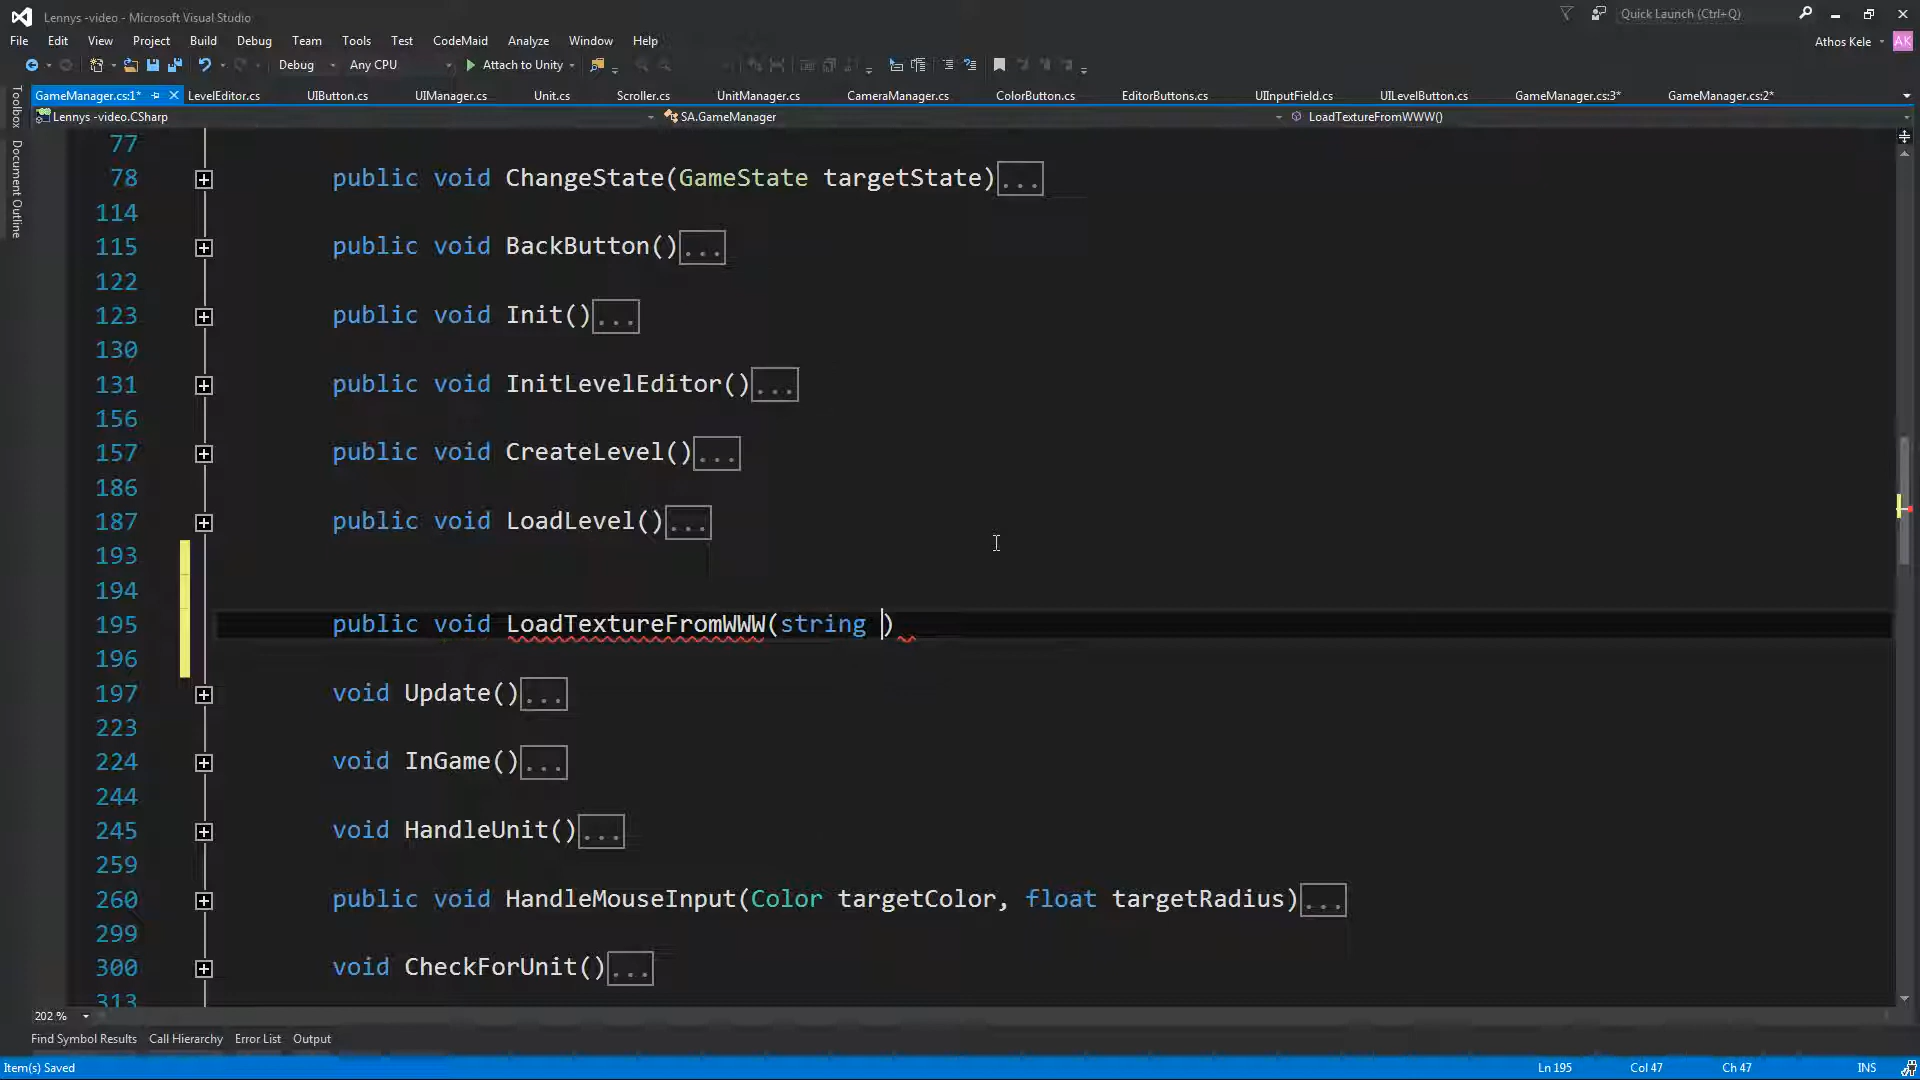 Lennys -video - Microsoft Visual Studio
Quick Launch (Ctrl+Q)
File Edit View Project Build Debug Team Tools Test CodeMaid Analyze Window Help
Athos Kele AK
Debug Any CPU Attach to Unity
GameManager.cs:1* LevelEditor.cs UIButton.cs UIManager.cs Unit.cs Scroller.cs UnitManager.cs CameraManager.cs ColorButton.cs EditorButtons.cs UIInputField.cs UILevelButton.cs GameManager.cs:3* GameManager.cs:2*
Lennys -video.CSharp SA.GameManager LoadTextureFromWWW()
Toolbox
Document Outline
77
78 public void ChangeState(GameState targetState)...
114
115 public void BackButton()...
122
123 public void Init()...
130
131 public void InitLevelEditor()...
156
157 public void CreateLevel()...
186
187 public void LoadLevel()...
193
194
195 public void LoadTextureFromWWW(string )
196
197 void Update()...
223
224 void InGame()...
244
245 void HandleUnit()...
259
260 public void HandleMouseInput(Color targetColor, float targetRadius)...
299
300 void CheckForUnit()...
313
202 %
Find Symbol Results Call Hierarchy Error List Output
Item(s) Saved Ln 195 Col 47 Ch 47 INS